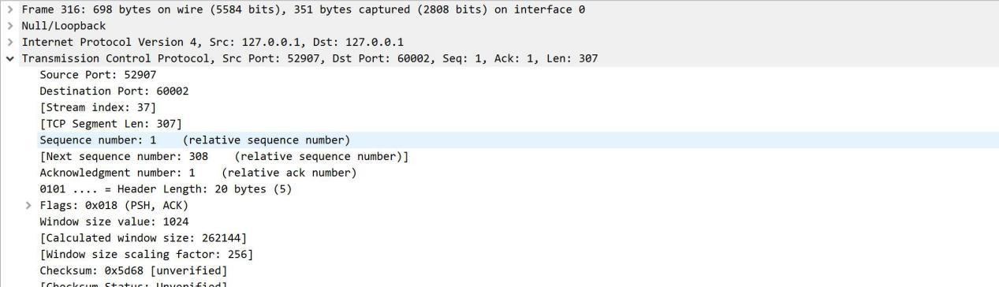 Frame 316: 698 bytes on wire (5584 bits), 351 bytes captured (2808 bits) on interface 0
Null/Loopback
Internet Protocol Version 4, Src: 127.0.0.1, Dst: 127.0.0.1
Transmission Control Protocol, Src Port: 52907, Dst Port: 60002, Seq: 1, Ack: 1, Len: 307
Source Port: 52907
Destination Port: 60002
[Stream index: 37]
[TCP Segment Len: 307]
Sequence number: 1    (relative sequence number)
[Next sequence number: 308    (relative sequence number)]
Acknowledgment number: 1    (relative ack number)
0101 .... = Header Length: 20 bytes (5)
Flags: 0x018 (PSH, ACK)
Window size value: 1024
[Calculated window size: 262144]
[Window size scaling factor: 256]
Checksum: 0x5d68 [unverified]
[Checksum Status: Unverified]